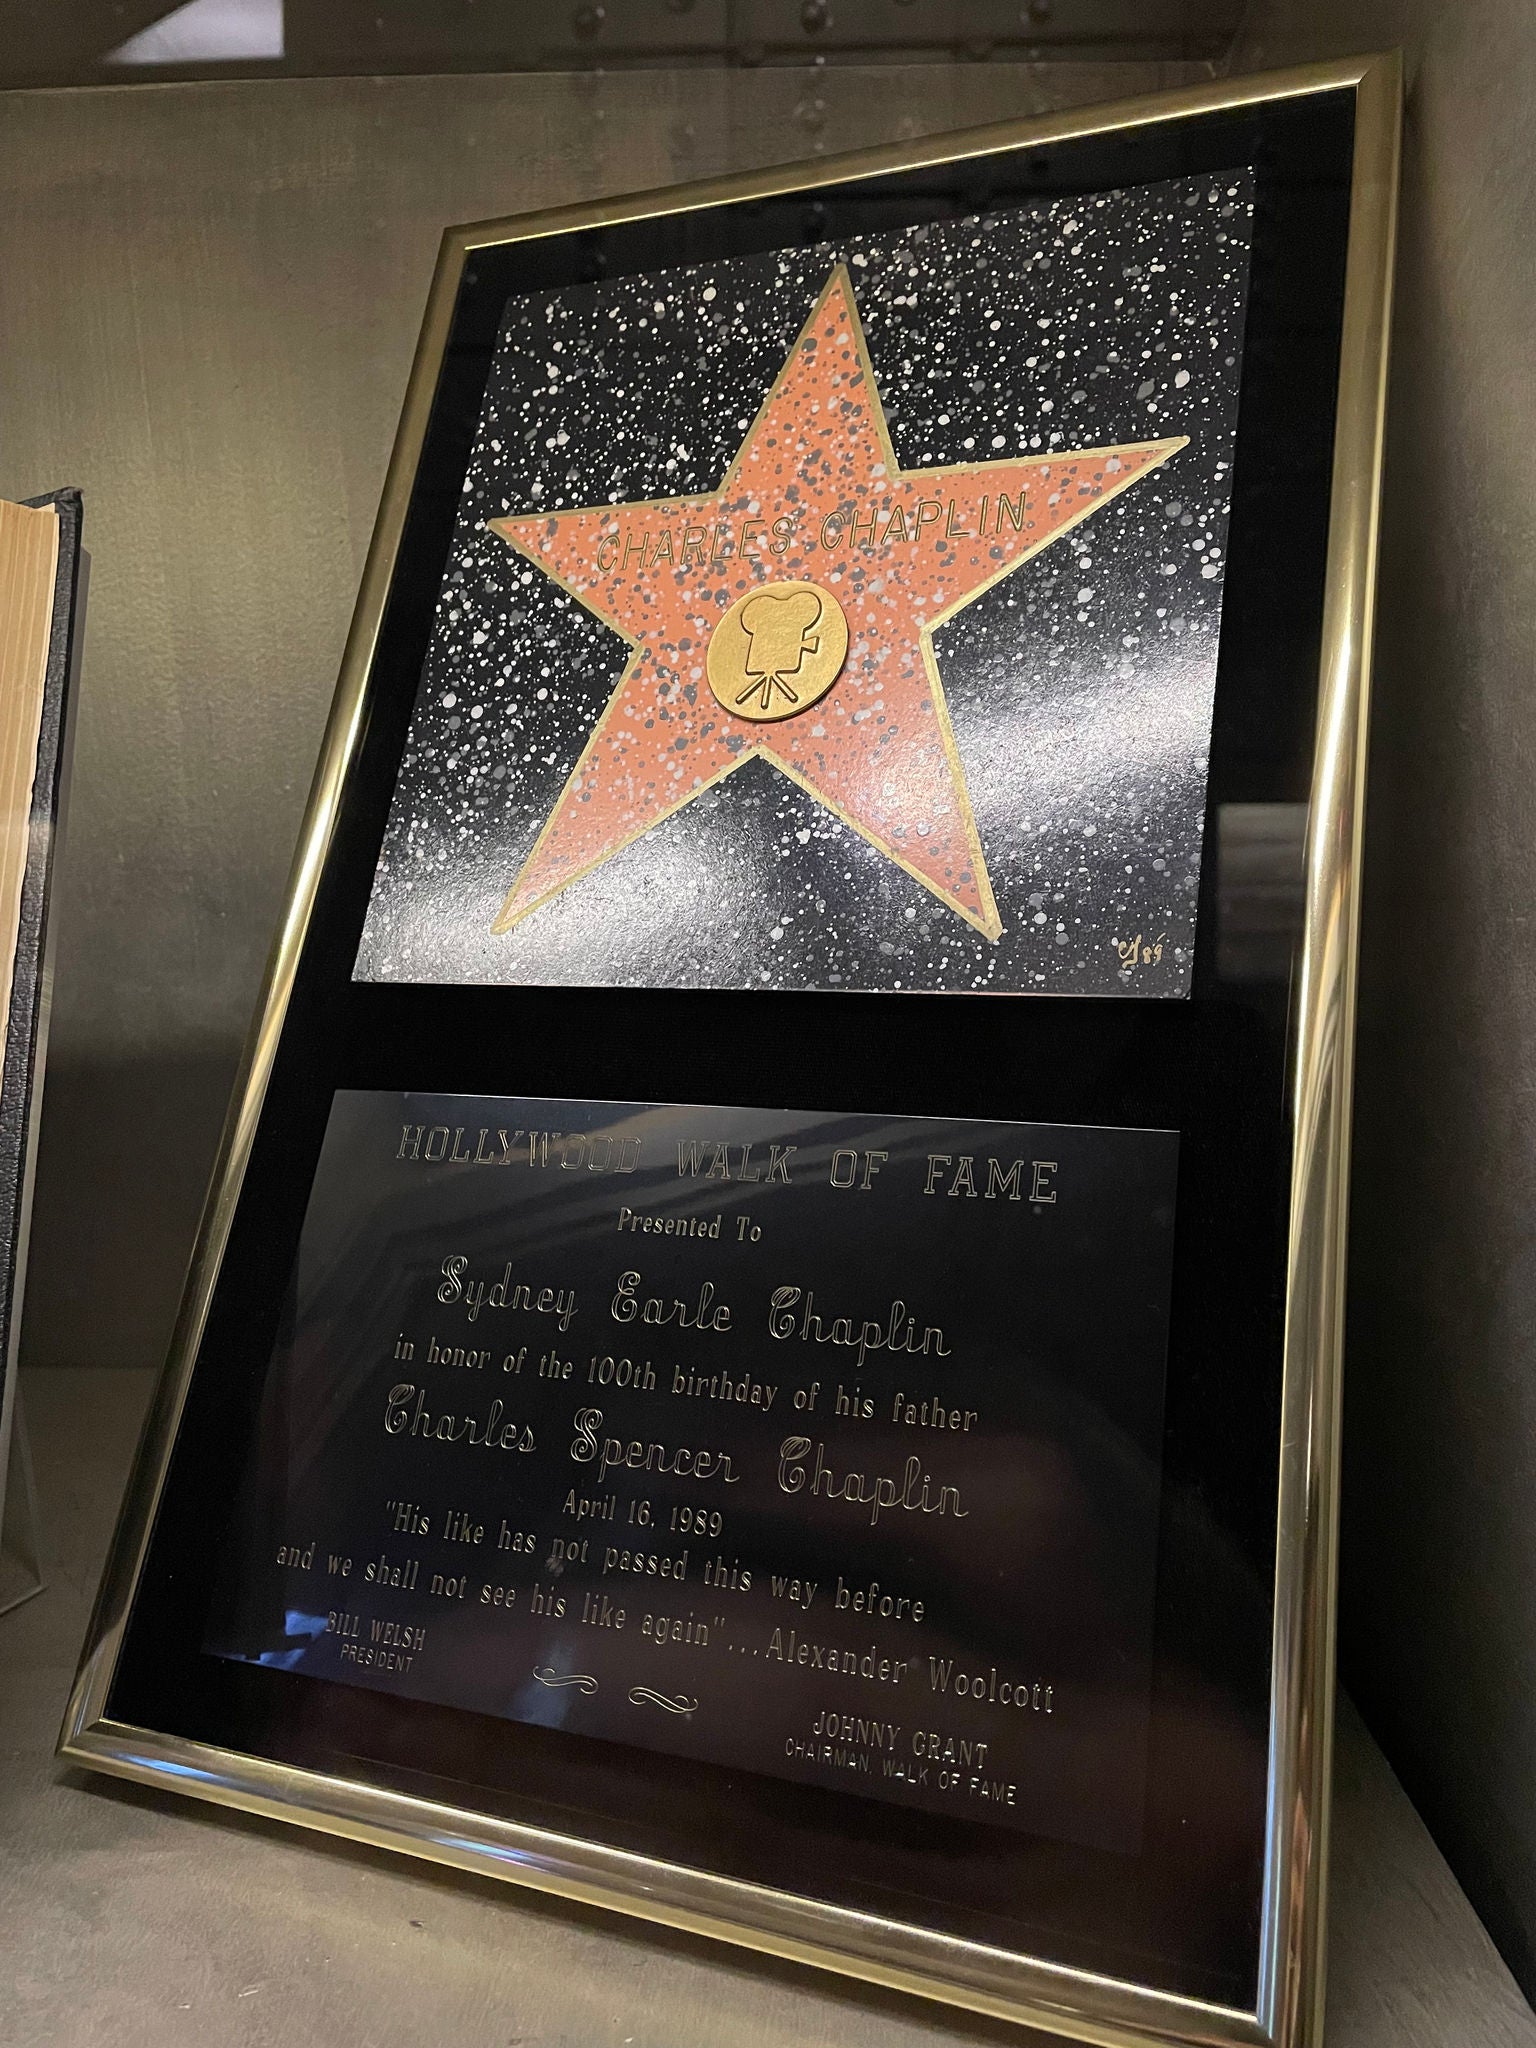 CHARLES CHAPLIN
HOLLYWOOD WALK OF FAME
Presented To
Sydney Earle Chaplin
in honor of the 100th birthday of his father
Charles Spencer Chaplin
April 16, 1989
"His like has not passed this way before
and we shall not see his like again"...Alexander Woolcott
BILL WELSH
PRESIDENT
JOHNNY GRANT
CHAIRMAN, WALK OF FAME